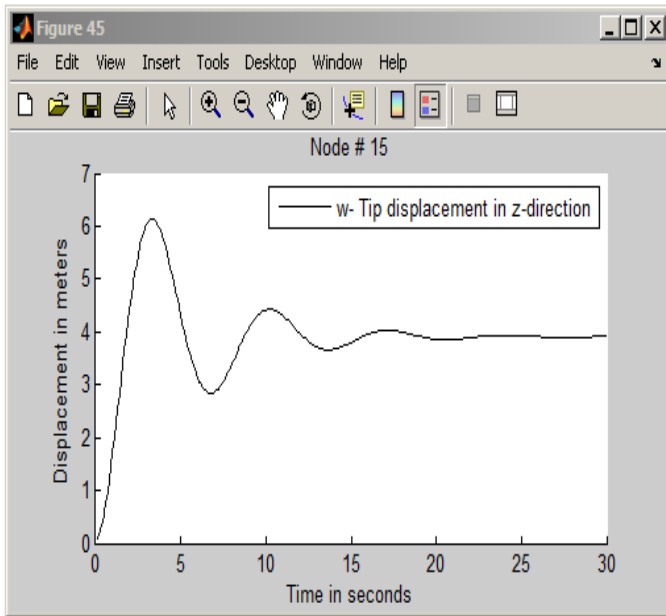 Figure 45
File Edit View Insert Tools Desktop Window Help
Node # 15
w- Tip displacement in z-direction
Displacement in meters
7
6
5
4
3
2
1
0
0 5 10 15 20 25 30
Time in seconds